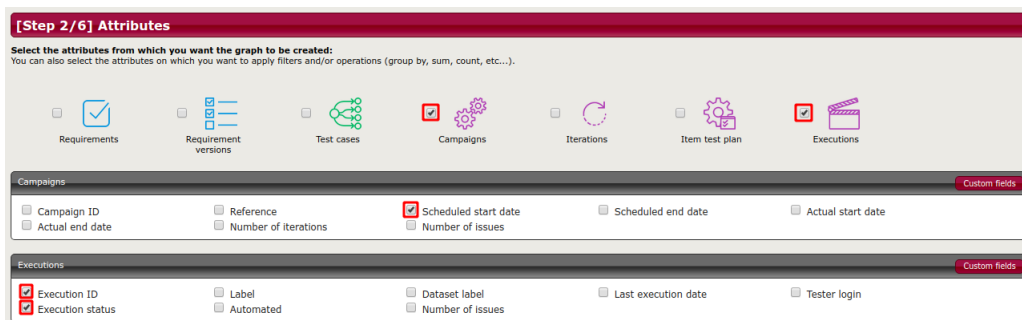 [Step 2/6] Attributes
Select the attributes from which you want the graph to be created:
You can also select the attributes on which you want to apply filters and/or operations (group by, sum, count, etc...).
Requirements
Requirement versions
Test cases
Campaigns
Iterations
Item test plan
Executions
Campaigns
Custom fields
Campaign ID
Reference
Scheduled start date
Scheduled end date
Actual start date
Actual end date
Number of iterations
Number of issues
Executions
Custom fields
Execution ID
Label
Dataset label
Last execution date
Tester login
Execution status
Automated
Number of issues